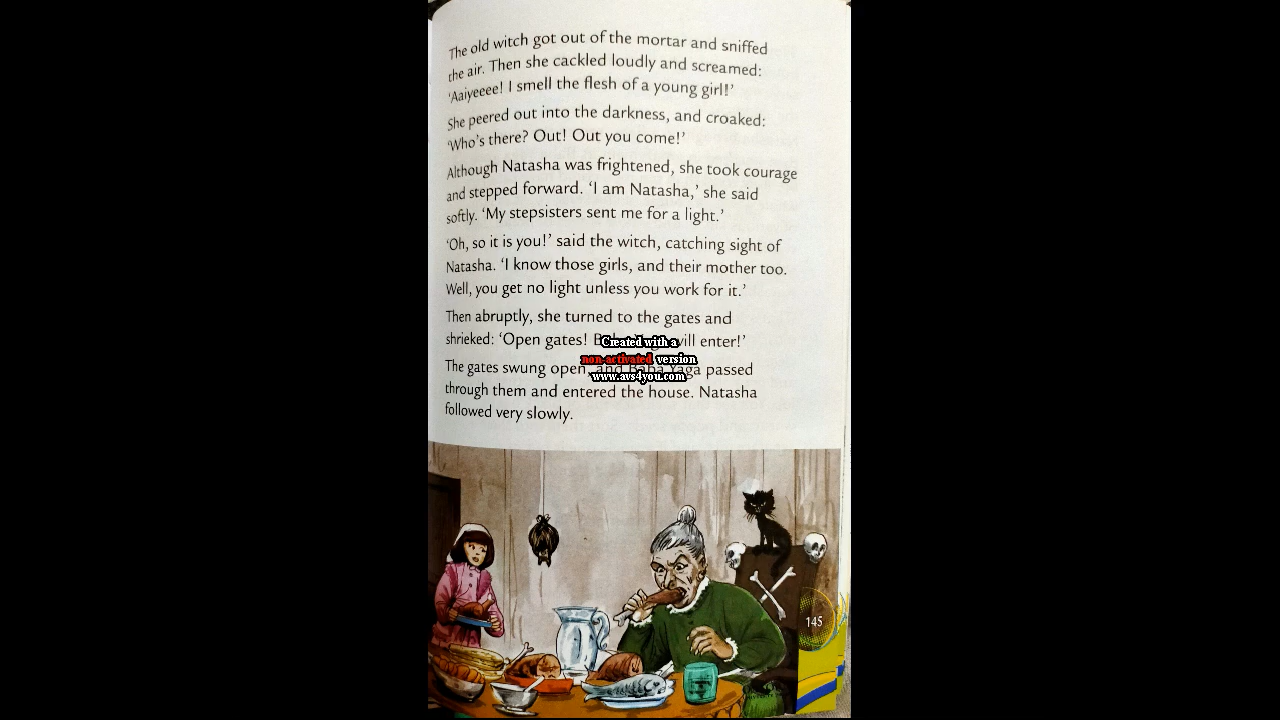 The old witch got out of the mortar and sniffed
the air. Then she cackled loudly and screamed:
‘Aaiyeeee! I smell the flesh of a young girl!’
She peered out into the darkness, and croaked:
‘Who’s there? Out! Out you come!’
Although Natasha was frightened, she took courage
and stepped forward. ‘I am Natasha,’ she said
softly. ‘My stepsisters sent me for a light.’
‘Oh, so it is you!’ said the witch, catching sight of
Natasha. ‘I know those girls, and their mother too.
Well, you get no light unless you work for it.’
Then abruptly, she turned to the gates and
shrieked: ‘Open gates! will enter!’
Created with a
non-activated version
www.avs4you.com
The gates swung open, and Baba Yaga passed
through them and entered the house. Natasha
followed very slowly.
145